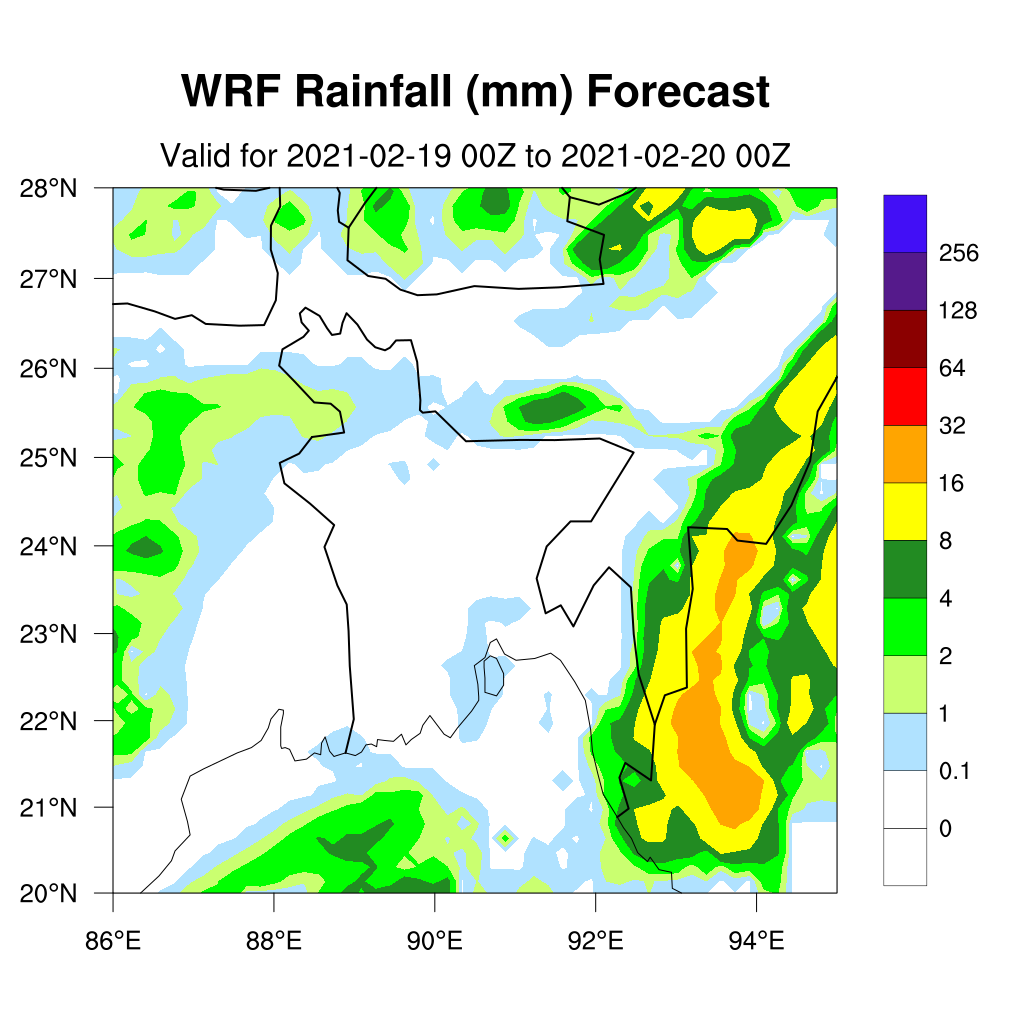 WRF Rainfall (mm) Forecast
Valid for 2021-02-19 00Z to 2021-02-20 00Z
28°N
27°N
26°N
25°N
24°N
23°N
22°N
21°N
20°N
86°E 88°E 90°E 92°E 94°E
256
128
64
32
16
8
4
2
1
0.1
0